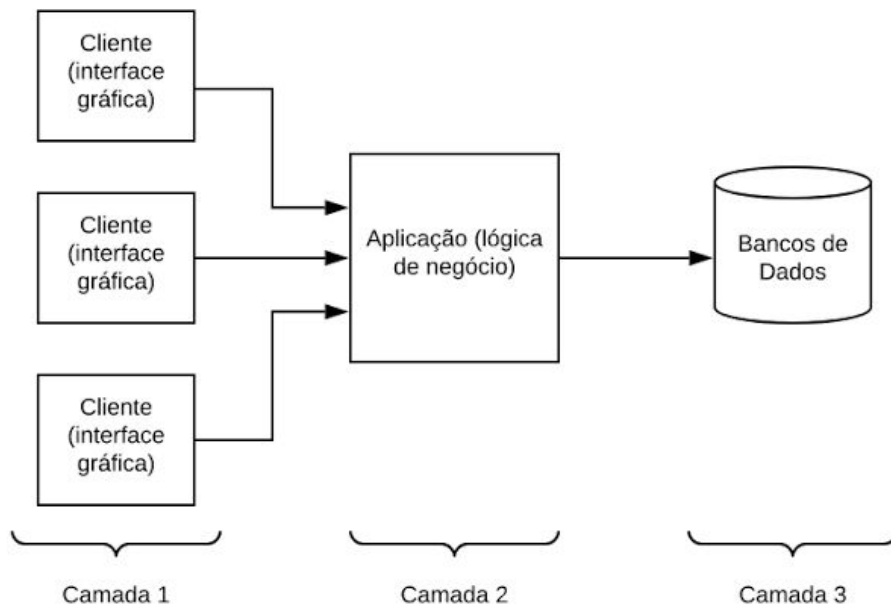 Cliente
(interface
gráfica)
Cliente
(interface
gráfica)
Cliente
(interface
gráfica)
Aplicação (lógica
de negócio)
Bancos de
Dados
Camada 1
Camada 2
Camada 3